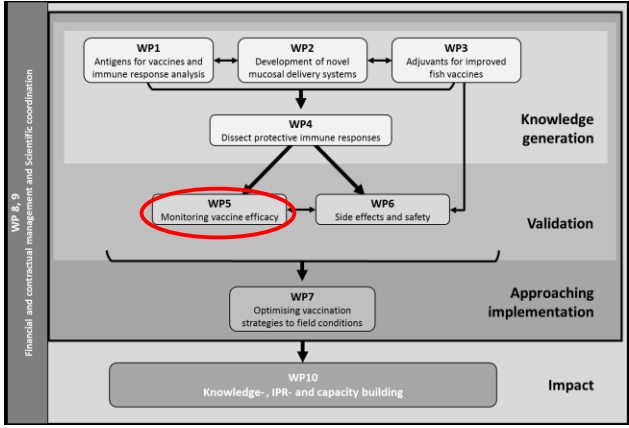 WP 8, 9
Financial and contractual management and Scientific coordination
WP1
Antigens for vaccines and
immune response analysis
WP2
Development of novel
mucosal delivery systems
WP3
Adjuvants for improved
fish vaccines
WP4
Dissect protective immune responses
Knowledge
generation
WP5
Monitoring vaccine efficacy
WP6
Side effects and safety
Validation
WP7
Optimising vaccination
strategies to field conditions
Approaching
implementation
WP10
Knowledge-, IPR- and capacity building
Impact